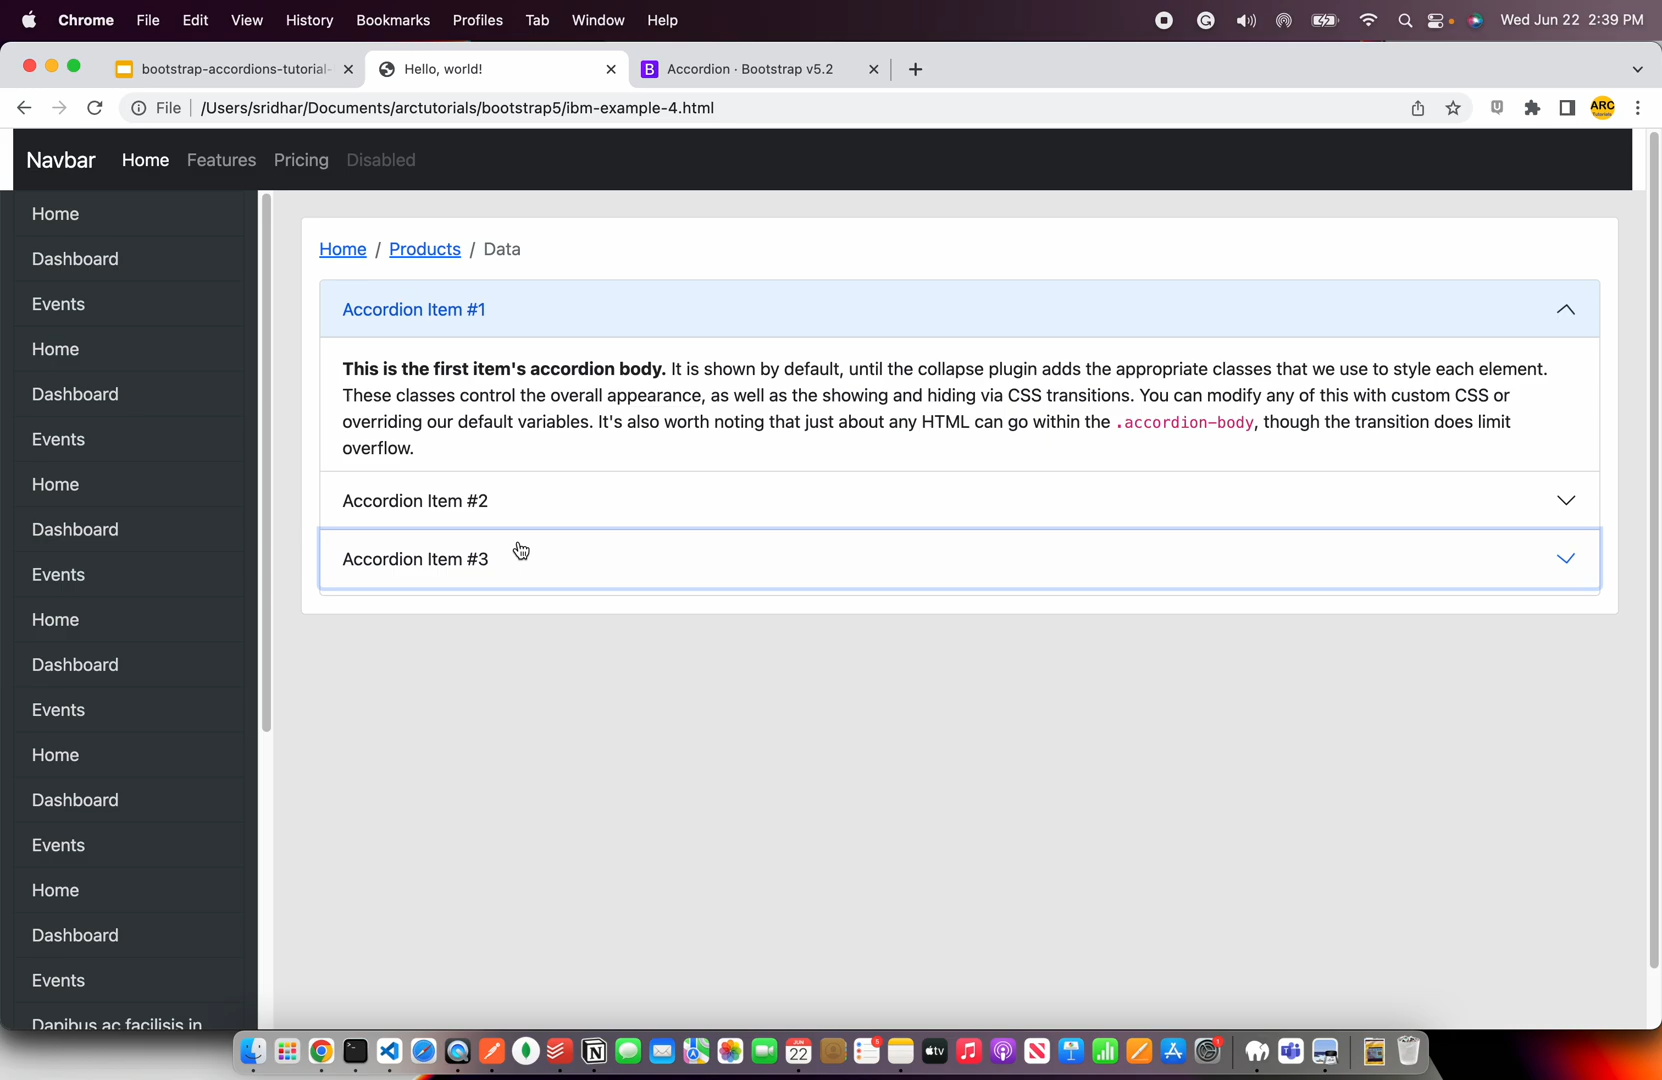 Chrome File Edit View History Bookmarks Profiles Tab Window Help Wed Jun 22 2:39 PM
bootstrap-accordions-tutorial- Hello, world! B Accordion · Bootstrap v5.2
File /Users/sridhar/Documents/arctutorials/bootstrap5/ibm-example-4.html ARC
Navbar Home Features Pricing Disabled
Home
Dashboard
Events
Home
Dashboard
Events
Home
Dashboard
Events
Home
Dashboard
Events
Home
Dashboard
Events
Home
Dashboard
Events
Dapibus ac facilisis in
Home / Products / Data
Accordion Item #1
This is the first item's accordion body. It is shown by default, until the collapse plugin adds the appropriate classes that we use to style each element.
These classes control the overall appearance, as well as the showing and hiding via CSS transitions. You can modify any of this with custom CSS or
overriding our default variables. It's also worth noting that just about any HTML can go within the .accordion-body, though the transition does limit
overflow.
Accordion Item #2
Accordion Item #3
JUN
22
5
tv
1